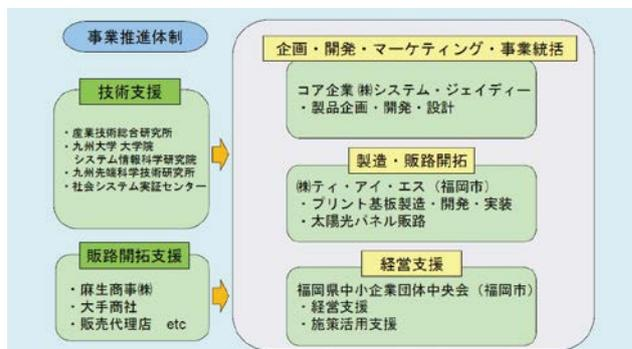 事業推進体制
技術支援
・産業技術総合研究所
・九州大学 大学院
システム情報科学研究院
・九州先端科学技術研究所
・社会システム実証センター
販路開拓支援
・麻生商事㈱
・大手商社
・販売代理店 etc
企画・開発・マーケティング・事業統括
コア企業 ㈱システム・ジェイディー
・製品企画・開発・設計
製造・販路開拓
㈱ティ・アイ・エス（福岡市）
・プリント基板製造・開発・実装
・太陽光パネル販路
経営支援
福岡県中小企業団体中央会（福岡市）
・経営支援
・施策活用支援